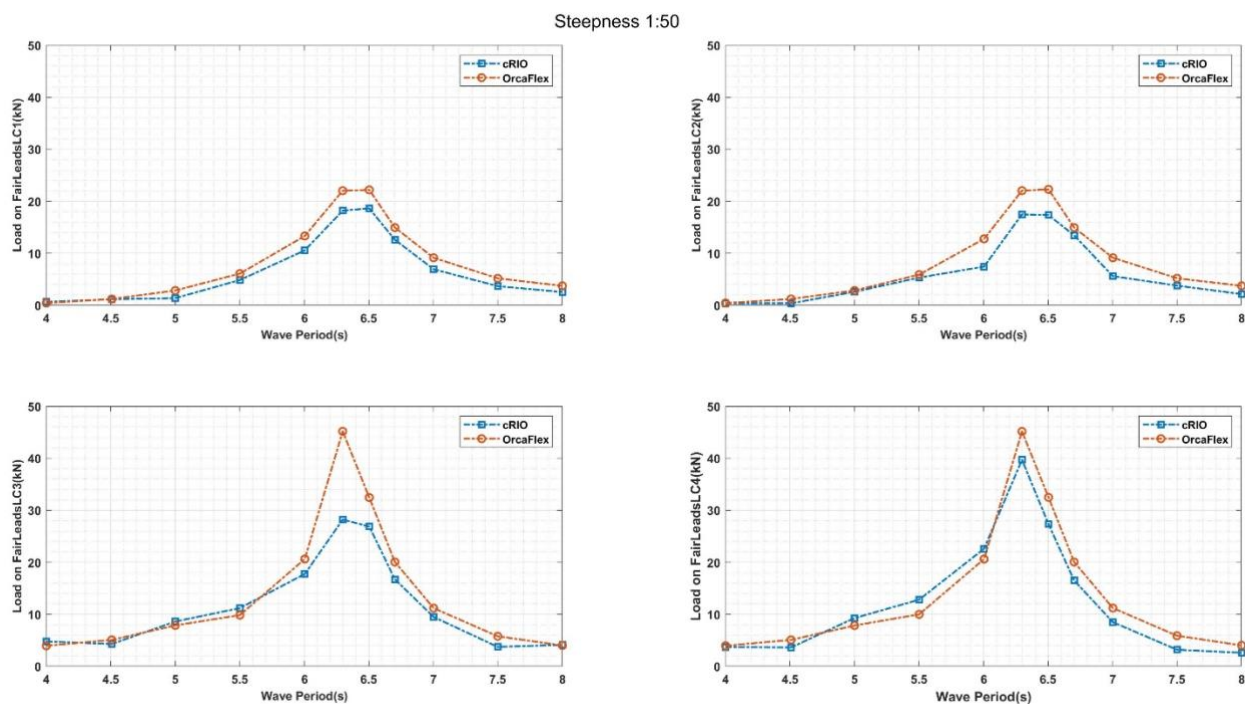 Steepness 1:50
Load on FairLeadsLC1(kN)
50
40
30
20
10
0
cRIO
OrcaFlex
4 4.5 5 5.5 6 6.5 7 7.5 8
Wave Period(s)
Load on FairLeadsLC2(kN)
50
40
30
20
10
0
cRIO
OrcaFlex
4 4.5 5 5.5 6 6.5 7 7.5 8
Wave Period(s)
Load on FairLeadsLC3(kN)
50
40
30
20
10
0
cRIO
OrcaFlex
4 4.5 5 5.5 6 6.5 7 7.5 8
Wave Period(s)
Load on FairLeadsLC4(kN)
50
40
30
20
10
0
cRIO
OrcaFlex
4 4.5 5 5.5 6 6.5 7 7.5 8
Wave Period(s)